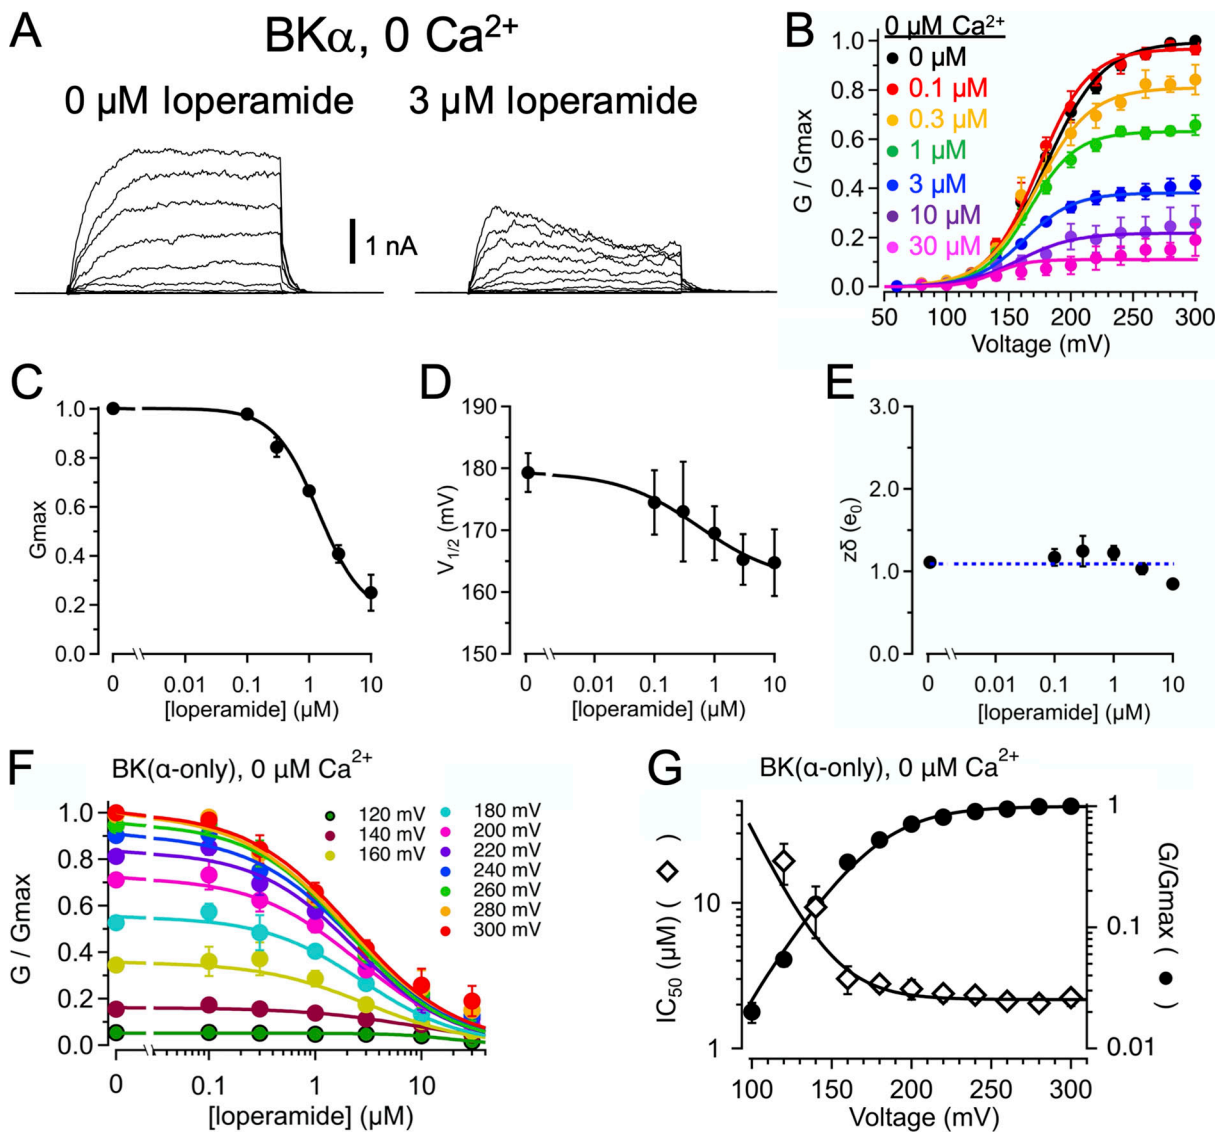 A
BKα, 0 Ca²⁺
0 μM loperamide
3 μM loperamide
1 nA
B
0 μM Ca²⁺
0 μM
0.1 μM
0.3 μM
1 μM
3 μM
10 μM
30 μM
G / Gmax
1.0
0.8
0.6
0.4
0.2
0.0
50 100 150 200 250 300
Voltage (mV)
C
Gmax
1.0
0.8
0.6
0.4
0.2
0.0
0 0.01 0.1 1 10
[loperamide] (μM)
D
V1/2 (mV)
190
180
170
160
150
0 0.01 0.1 1 10
[loperamide] (μM)
E
zδ (e0)
3.0
2.0
1.0
0.0
0 0.01 0.1 1 10
[loperamide] (μM)
F
BK(α-only), 0 μM Ca²⁺
120 mV
140 mV
160 mV
180 mV
200 mV
220 mV
240 mV
260 mV
280 mV
300 mV
G / Gmax
1.0
0.8
0.6
0.4
0.2
0.0
0 0.1 1 10
[loperamide] (μM)
G
BK(α-only), 0 μM Ca²⁺
IC50 (μM) ( ◇ )
10
1
G/Gmax ( ● )
1
0.1
0.01
100 150 200 250 300
Voltage (mV)